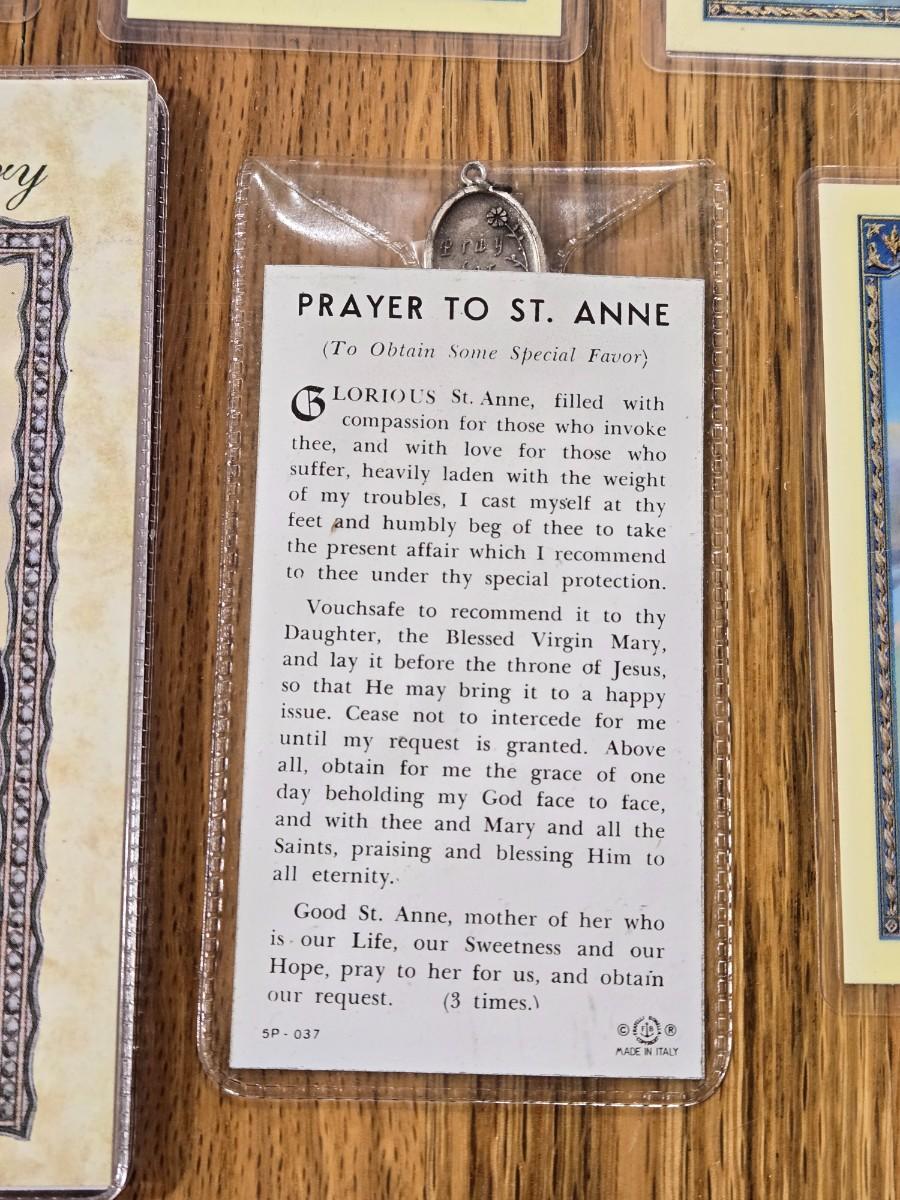 Pray
PRAYER TO ST. ANNE
(To Obtain Some Special Favor)
GLORIOUS St. Anne, filled with
compassion for those who invoke
thee, and with love for those who
suffer, heavily laden with the weight
of my troubles, I cast myself at thy
feet and humbly beg of thee to take
the present affair which I recommend
to thee under thy special protection.
Vouchsafe to recommend it to thy
Daughter, the Blessed Virgin Mary,
and lay it before the throne of Jesus,
so that He may bring it to a happy
issue. Cease not to intercede for me
until my request is granted. Above
all, obtain for me the grace of one
day beholding my God face to face,
and with thee and Mary and all the
Saints, praising and blessing Him to
all eternity.
Good St. Anne, mother of her who
is our Life, our Sweetness and our
Hope, pray to her for us, and obtain
our request. (3 times.)
5P - 037
© FB ®
MADE IN ITALY